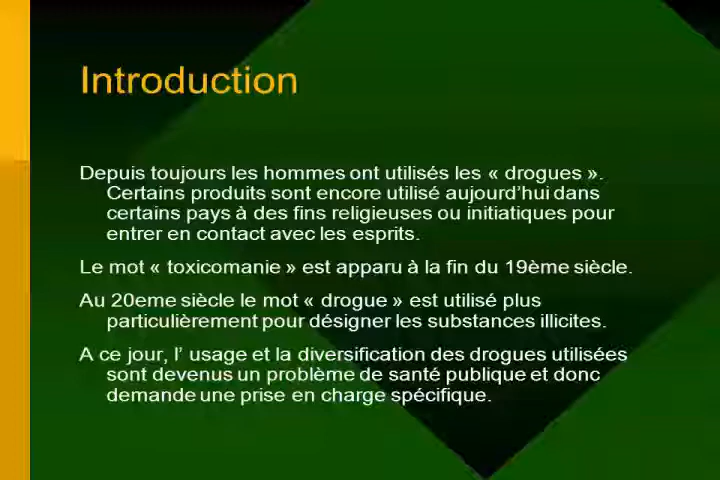 Introduction
Depuis toujours les hommes ont utilisés les « drogues ».
Certains produits sont encore utilisé aujourd’hui dans
certains pays à des fins religieuses ou initiatiques pour
entrer en contact avec les esprits.
Le mot « toxicomanie » est apparu à la fin du 19ème siècle.
Au 20eme siècle le mot « drogue » est utilisé plus
particulièrement pour désigner les substances illicites.
A ce jour, l’ usage et la diversification des drogues utilisées
sont devenus un problème de santé publique et donc
demande une prise en charge spécifique.